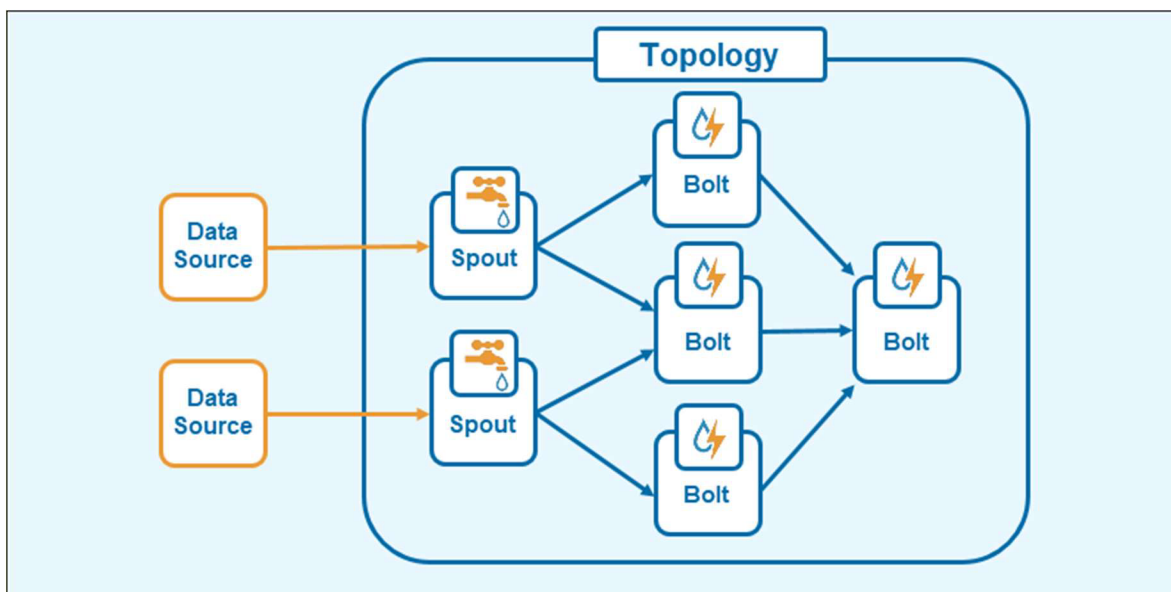 Topology
Bolt
Data
Source
Spout
Bolt
Bolt
Data
Source
Spout
Bolt